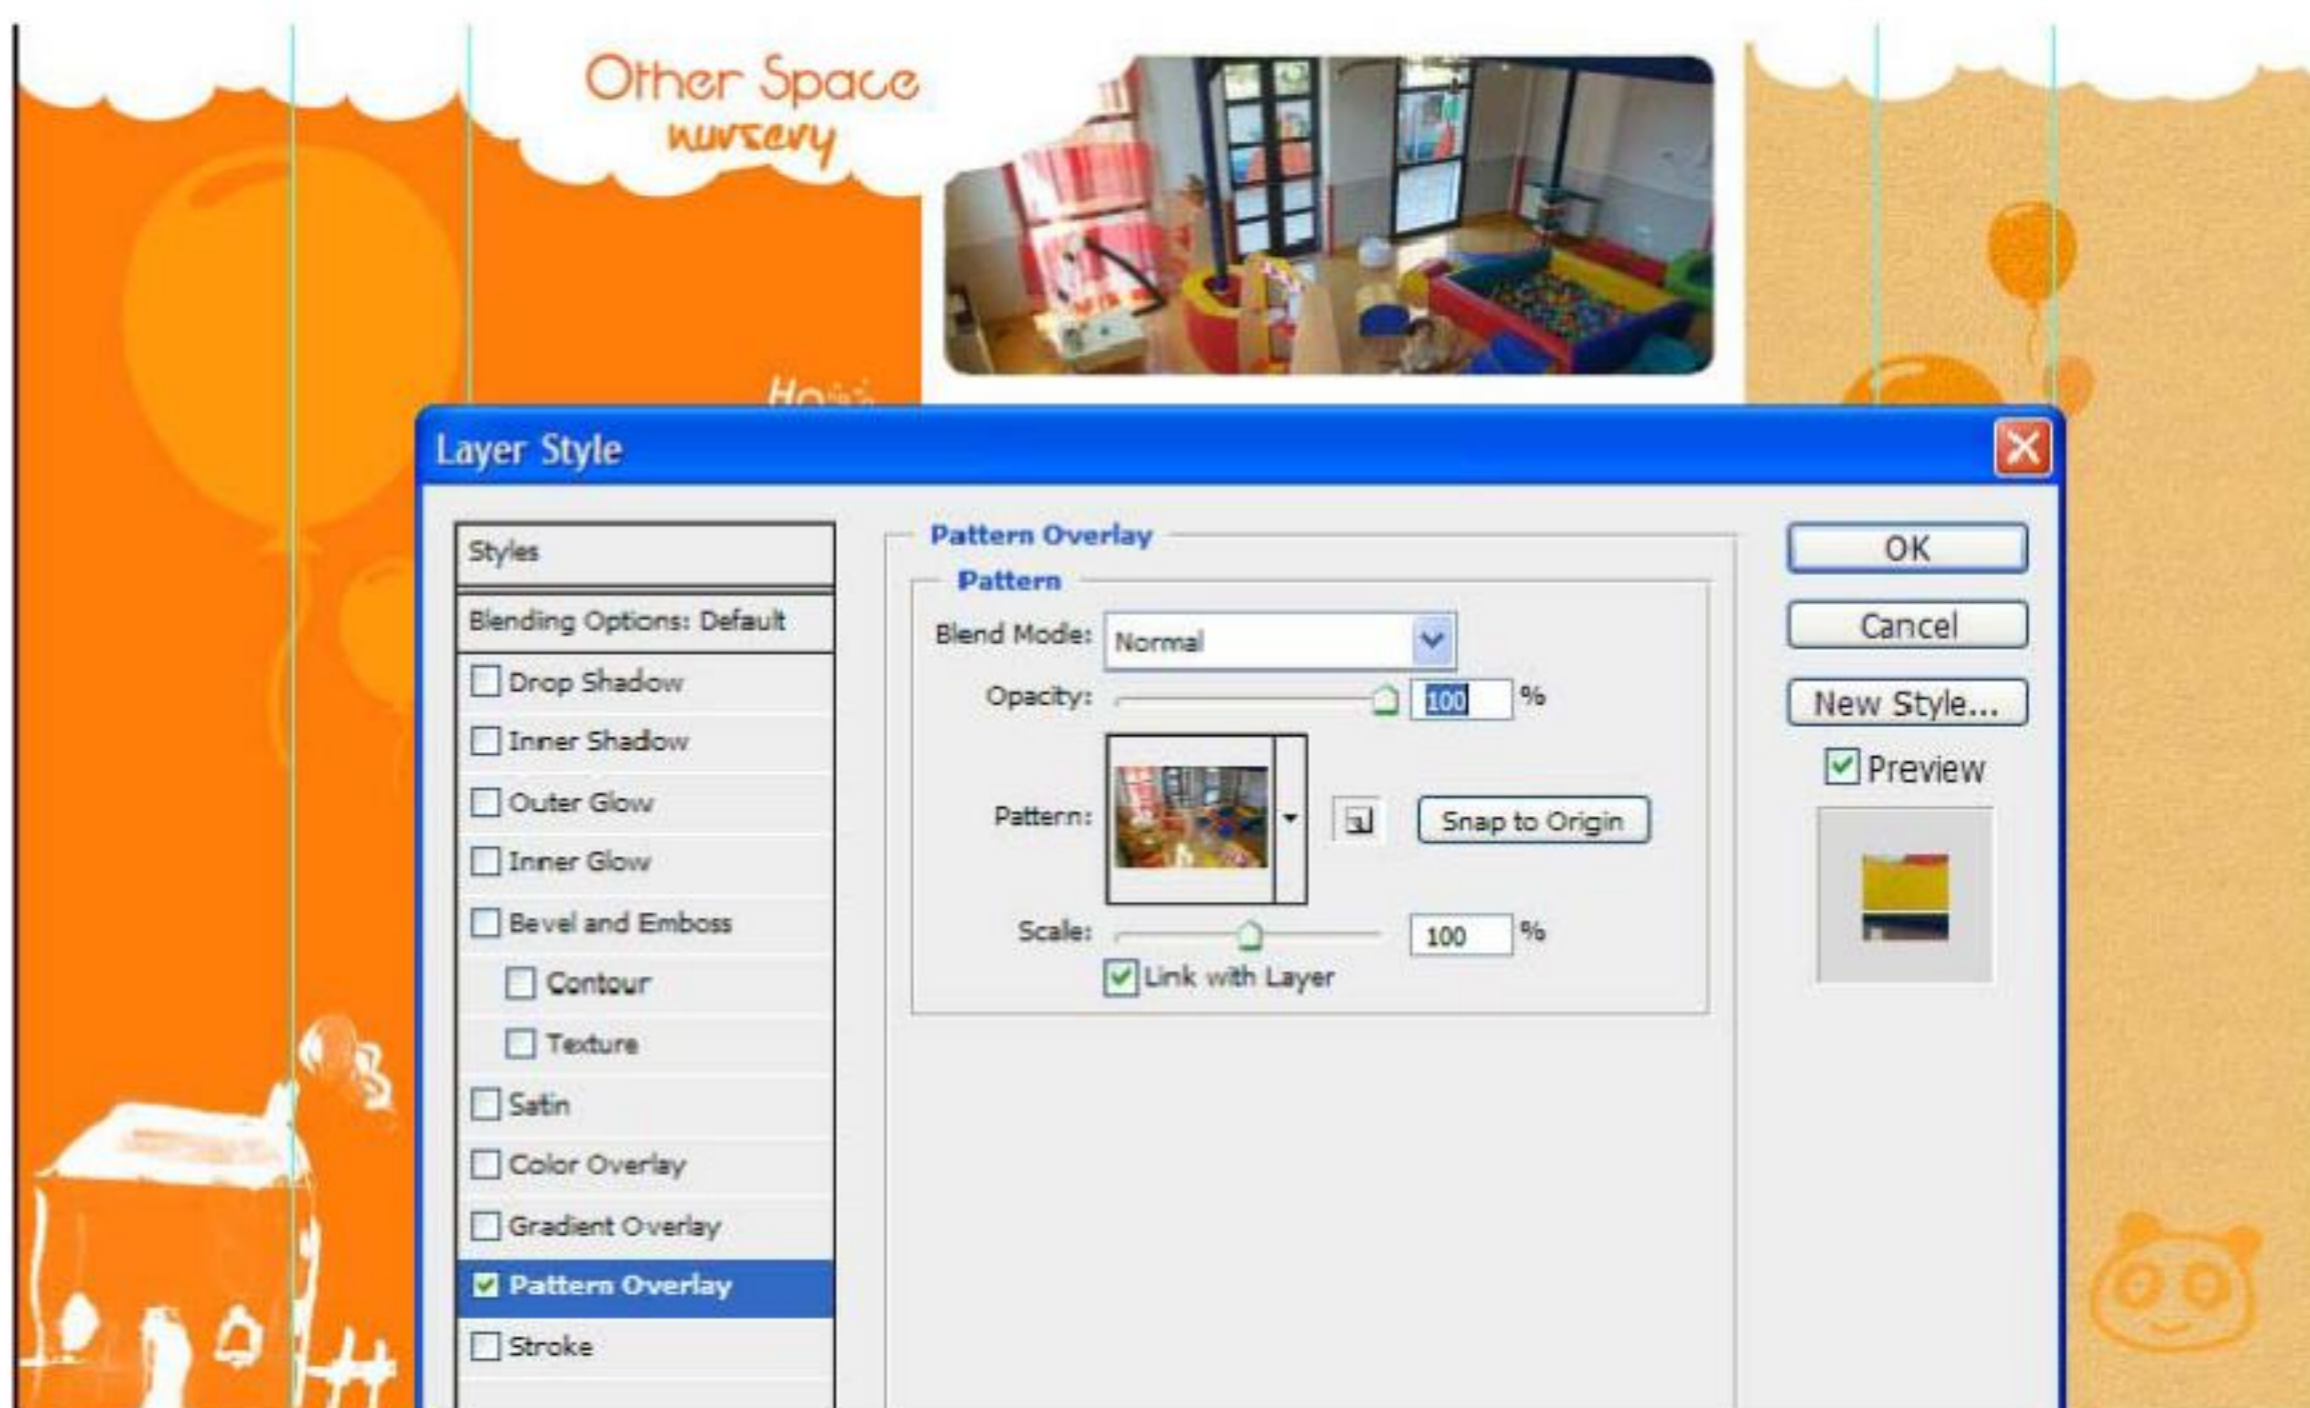 Other Space
nursery
Layer Style
Styles
Blending Options: Default
Drop Shadow
Inner Shadow
Outer Glow
Inner Glow
Bevel and Emboss
Contour
Texture
Satin
Color Overlay
Gradient Overlay
Pattern Overlay
Stroke
Pattern Overlay
Pattern
Blend Mode: Normal
Opacity: 100 %
Pattern: Snap to Origin
Scale: 100 %
Link with Layer
OK
Cancel
New Style...
Preview